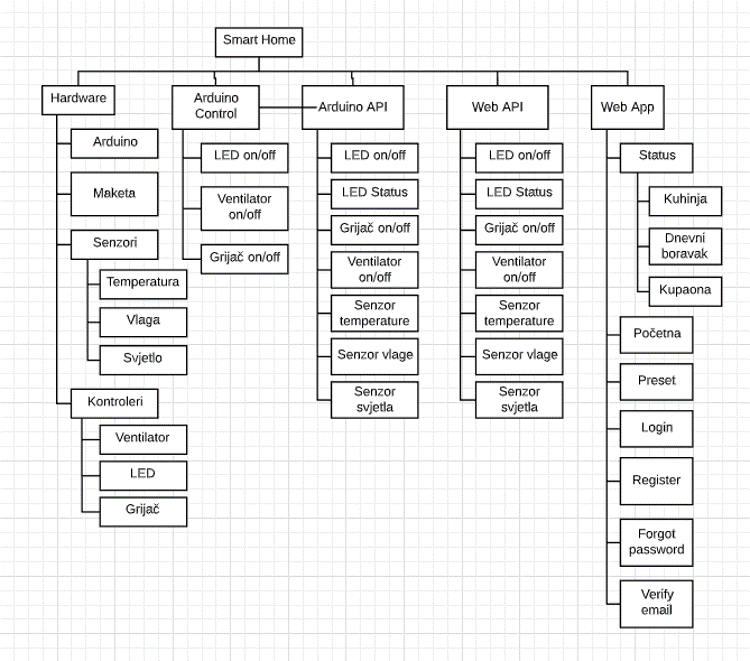 Smart Home
Hardware
Arduino
Maketa
Senzori
Temperatura
Vlaga
Svjetlo
Kontroleri
Ventilator
LED
Grijač
Arduino
Control
LED on/off
Ventilator
on/off
Grijač on/off
Arduino API
LED on/off
LED Status
Grijač on/off
Ventilator
on/off
Senzor
temperature
Senzor vlage
Senzor
svjetla
Web API
LED on/off
LED Status
Grijač on/off
Ventilator
on/off
Senzor
temperature
Senzor vlage
Senzor
svjetla
Web App
Status
Kuhinja
Dnevni
boravak
Kupaona
Početna
Preset
Login
Register
Forgot
password
Verify
email